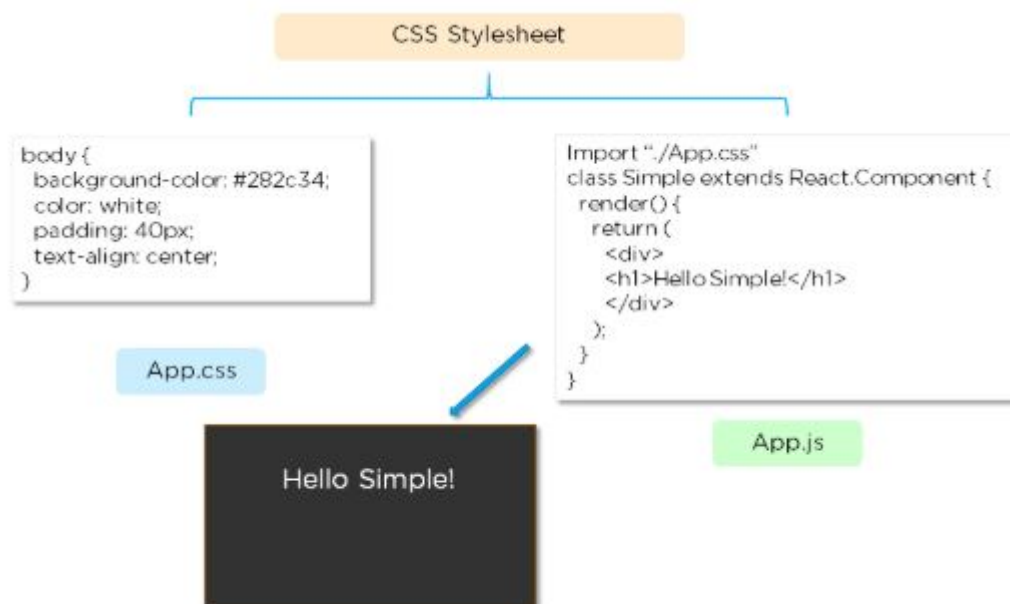 CSS Stylesheet
body {
background-color: #282c34;
color: white;
padding: 40px;
text-align: center;
}
App.css
Import “./App.css”
class Simple extends React.Component {
render() {
return (
<div>
<h1>Hello Simple!</h1>
</div>
);
}
}
App.js
Hello Simple!